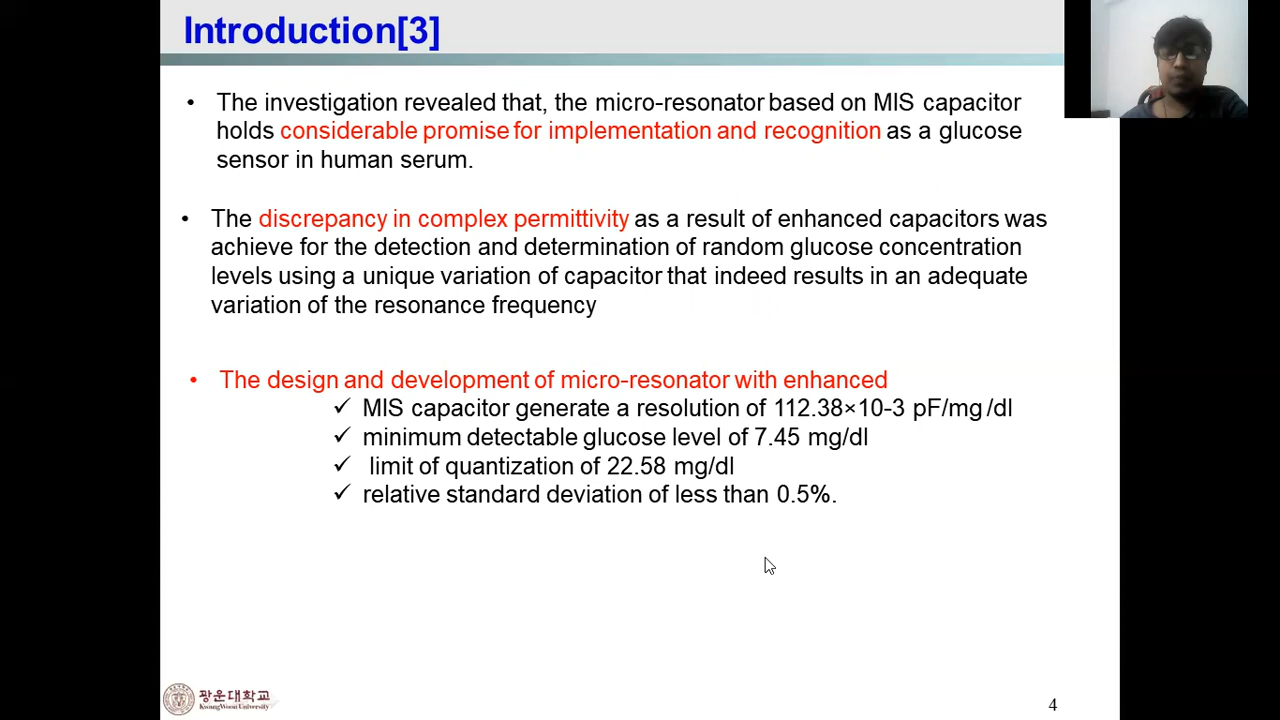 Introduction[3]
• The investigation revealed that, the micro-resonator based on MIS capacitor
holds considerable promise for implementation and recognition as a glucose
sensor in human serum.
• The discrepancy in complex permittivity as a result of enhanced capacitors was
achieve for the detection and determination of random glucose concentration
levels using a unique variation of capacitor that indeed results in an adequate
variation of the resonance frequency
• The design and development of micro-resonator with enhanced
✓ MIS capacitor generate a resolution of 112.38×10-3 pF/mg /dl
✓ minimum detectable glucose level of 7.45 mg/dl
✓ limit of quantization of 22.58 mg/dl
✓ relative standard deviation of less than 0.5%.
광운대학교
KwangWoon University
4